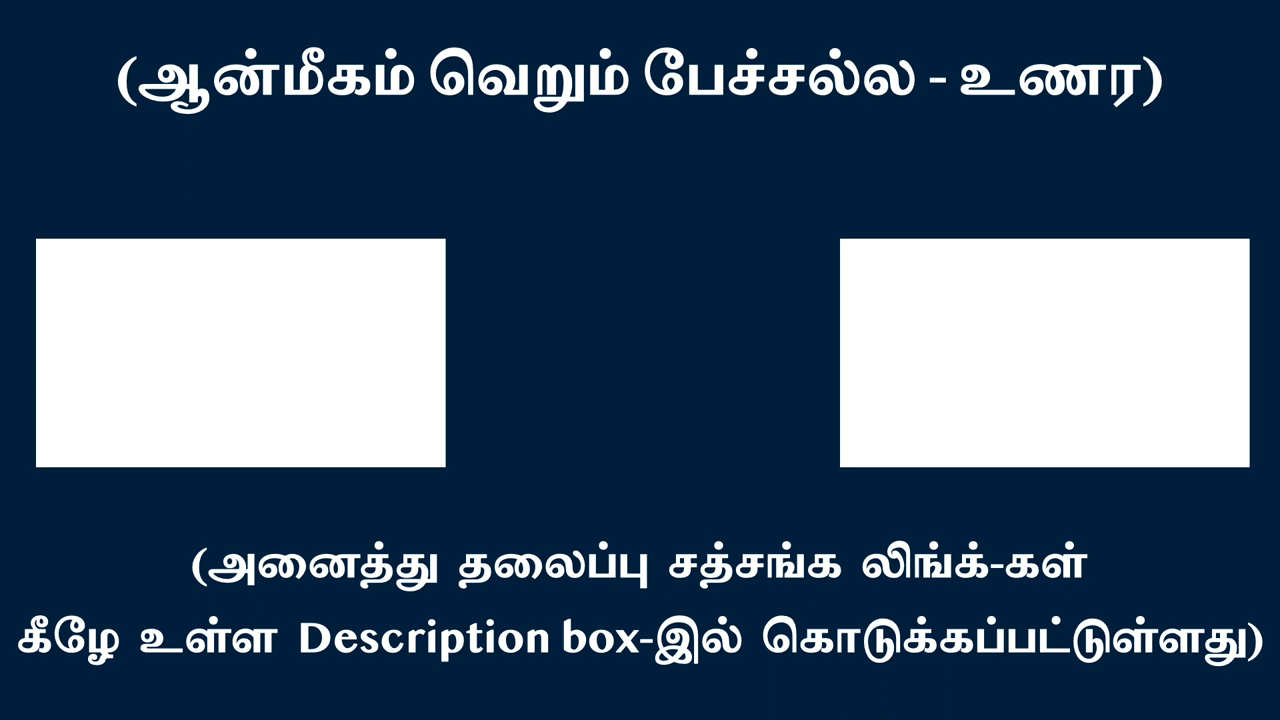 (ஆன்மீகம் வெறும் பேச்சல்ல - உணர)
(அனைத்து தலைப்பு சத்சங்க லிங்க்-கள்
கீழே உள்ள Description box-இல் கொடுக்கப்பட்டுள்ளது)